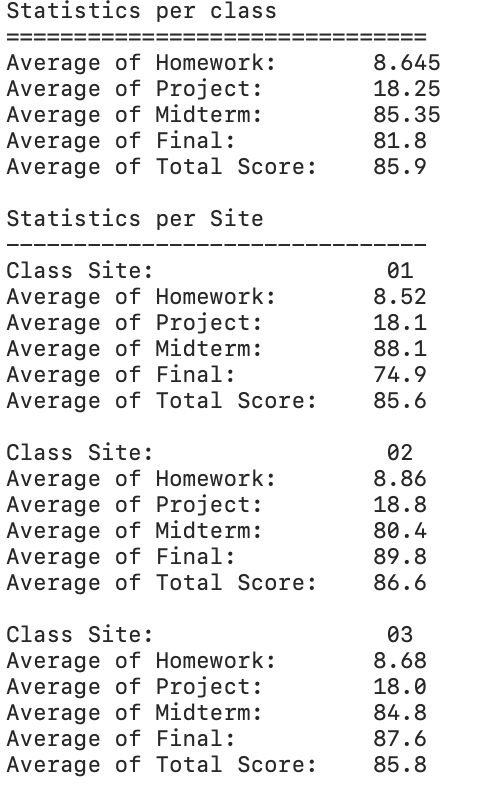 Statistics per class
===============================
Average of Homework: 8.645
Average of Project: 18.25
Average of Midterm: 85.35
Average of Final: 81.8
Average of Total Score: 85.9
Statistics per Site
-------------------------------
Class Site: 01
Average of Homework: 8.52
Average of Project: 18.1
Average of Midterm: 88.1
Average of Final: 74.9
Average of Total Score: 85.6
Class Site: 02
Average of Homework: 8.86
Average of Project: 18.8
Average of Midterm: 80.4
Average of Final: 89.8
Average of Total Score: 86.6
Class Site: 03
Average of Homework: 8.68
Average of Project: 18.0
Average of Midterm: 84.8
Average of Final: 87.6
Average of Total Score: 85.8